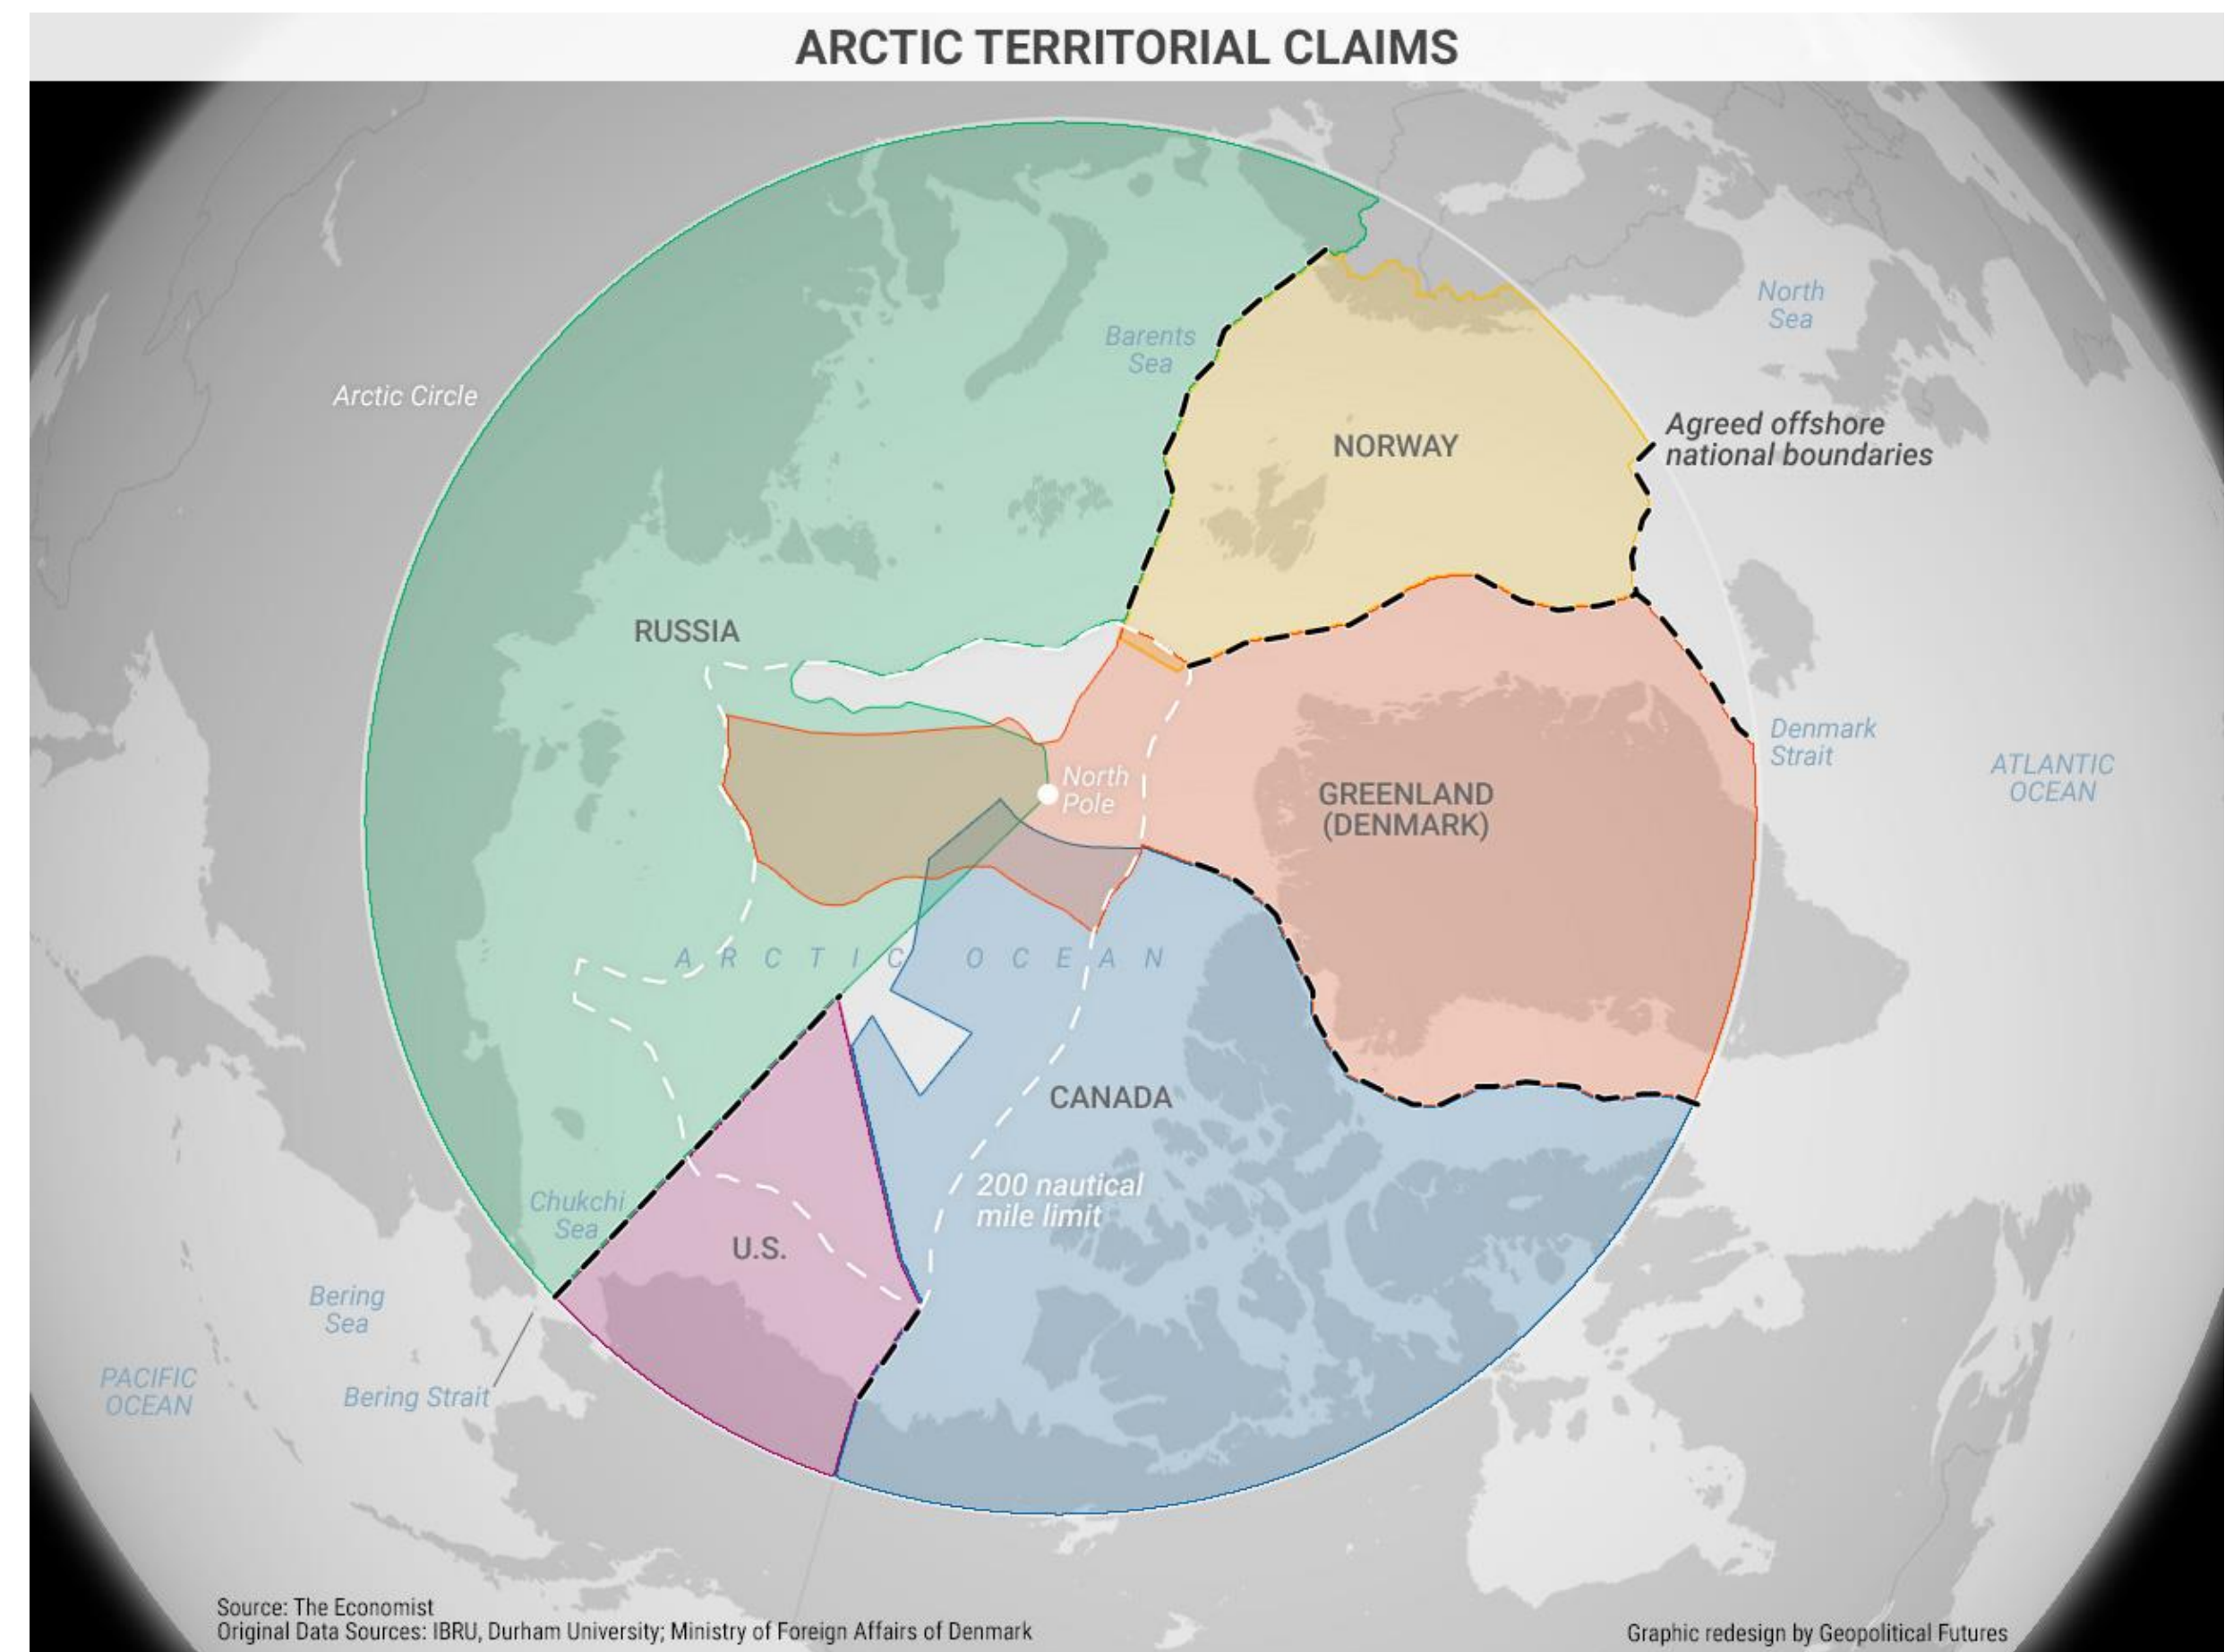 ARCTIC TERRITORIAL CLAIMS
North
Sea
Barents
Sea
Arctic Circle
NORWAY
Agreed offshore
national boundaries
RUSSIA
Denmark
Strait
ATLANTIC
OCEAN
North
Pole
GREENLAND
(DENMARK)
ARCTIC OCEAN
CANADA
200 nautical
mile limit
Chukchi
Sea
U.S.
Bering
Sea
PACIFIC
OCEAN
Bering Strait
Source: The Economist
Original Data Sources: IBRU, Durham University; Ministry of Foreign Affairs of Denmark
Graphic redesign by Geopolitical Futures